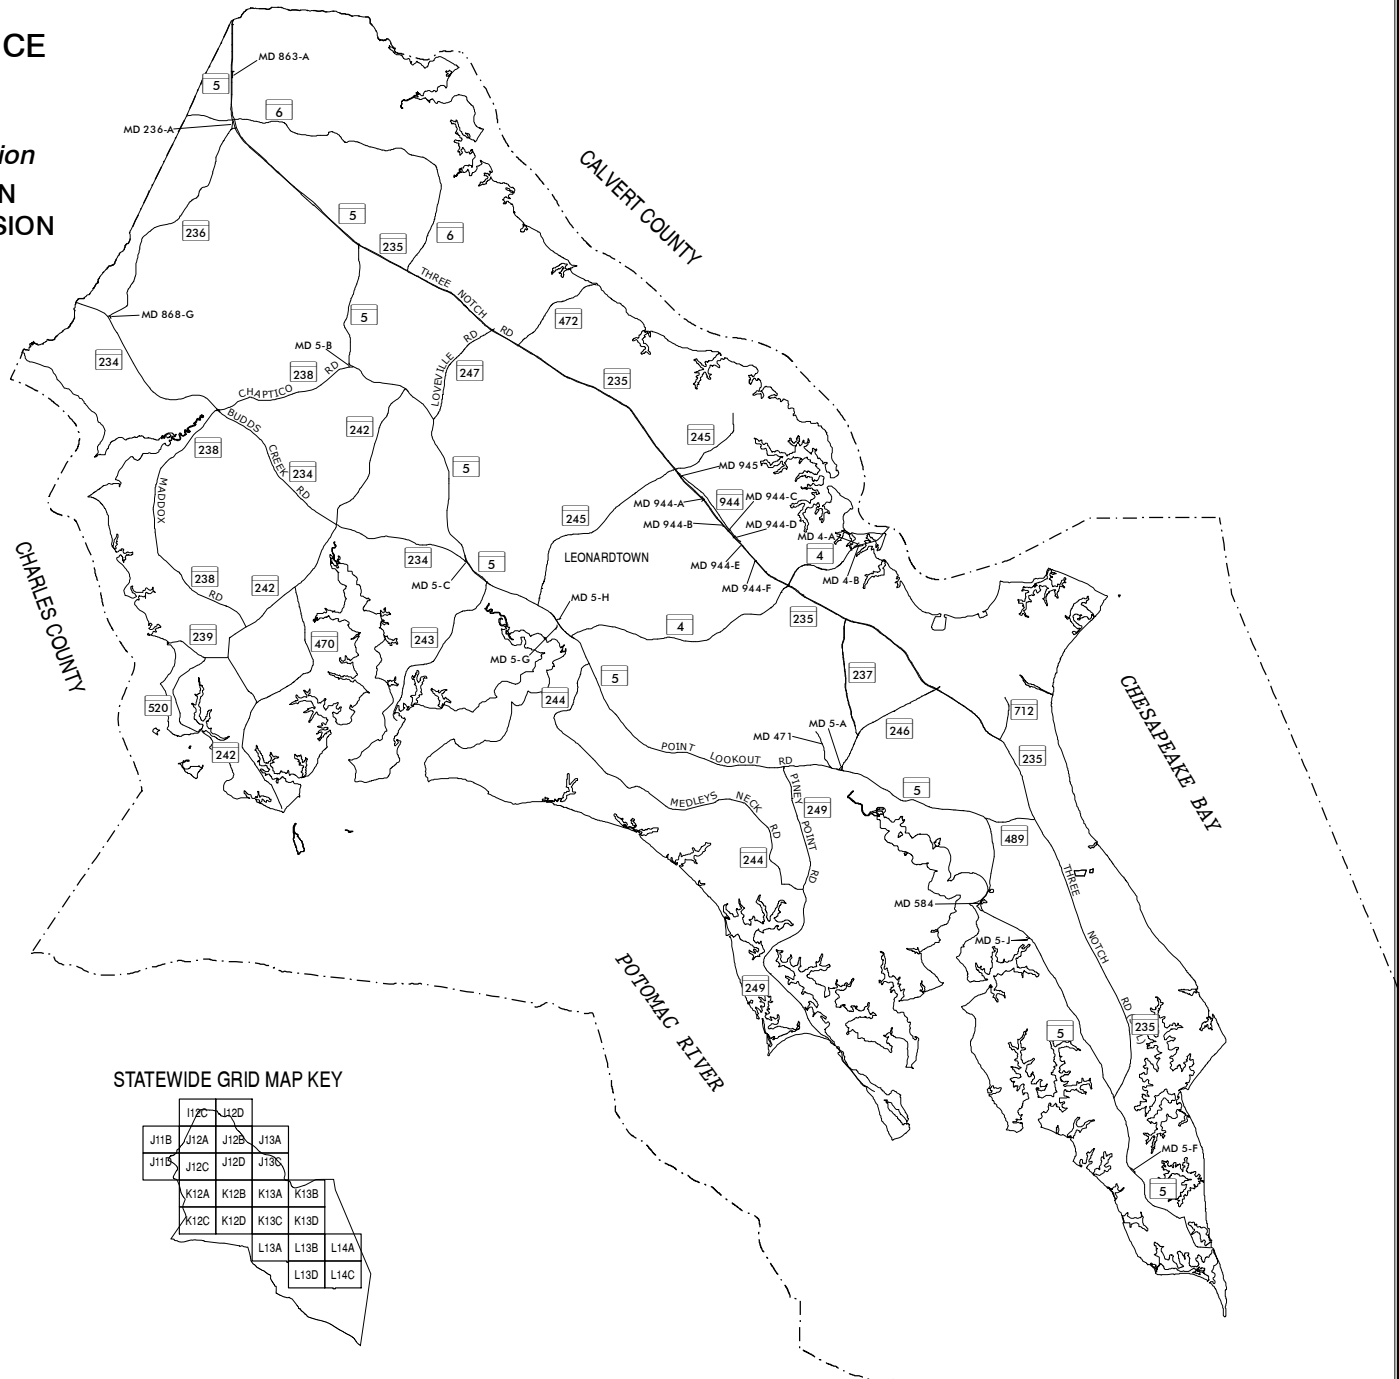 CE
ion
N
SION
MD 863-A
5
6
MD 236-A
CALVERT COUNTY
236
5
235
6
THREE NOTCH RD
MD 868-G
5
472
234
MD 5-B
238
CHAPTICO RD
LOVEVILLE RD
247
235
BUDDS CREEK RD
242
245
238
234
5
MD 945
MADDOX RD
944
MD 944-A
MD 944-C
245
MD 944-B
MD 944-D
MD 4-A
CHARLES COUNTY
234
5
LEONARDTOWN
4
MD 944-E
MD 5-C
MD 944-F
MD 4-B
238
242
MD 5-H
235
239
470
243
4
MD 5-G
5
237
244
520
712
CHESAPEAKE BAY
242
MD 471
MD 5-A
246
POINT LOOKOUT RD
235
5
PINEY POINT RD
249
MEDLEYS NECK RD
489
244
THREE NOTCH RD
MD 584
MD 5-J
POTOMAC RIVER
249
235
5
STATEWIDE GRID MAP KEY
I12C I12D
J11B J12A J12B J13A
J11D J12C J12D J13C
MD 5-F
K12A K12B K13A K13B
5
K12C K12D K13C K13D
L13A L13B L14A
L13D L14C